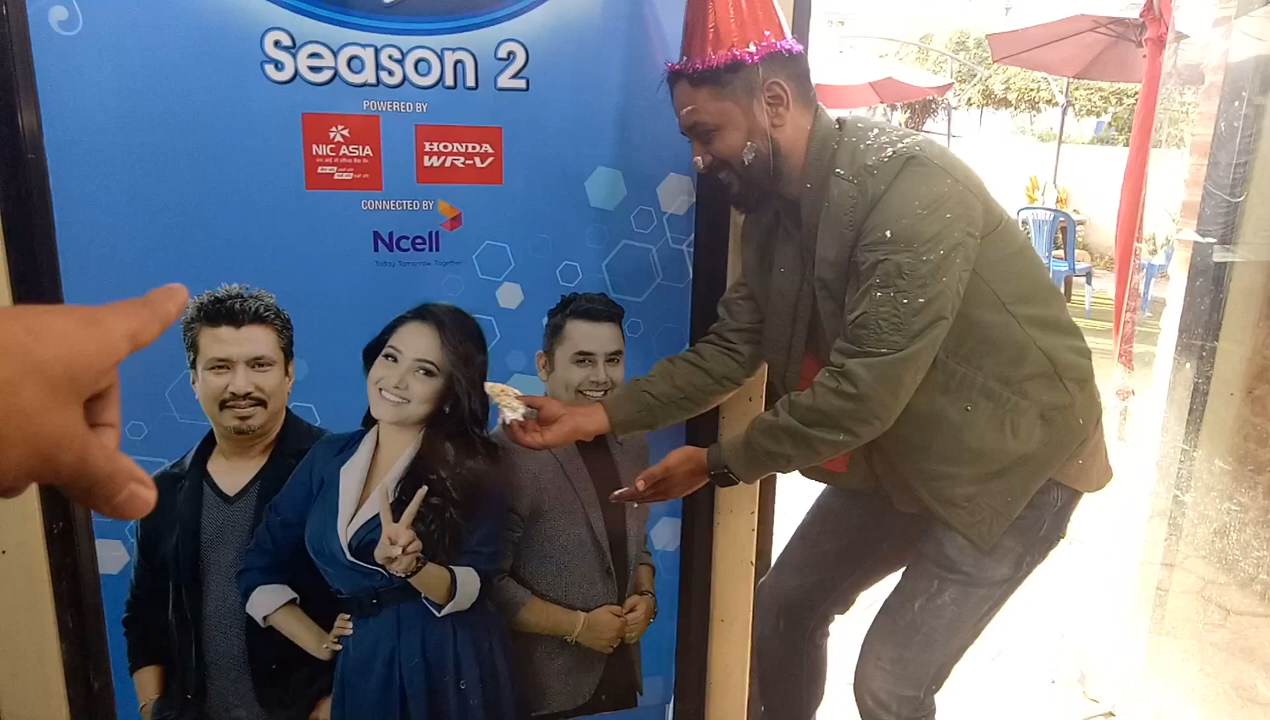 Season 2
POWERED BY
NIC ASIA
HONDA
WR-V
CONNECTED BY
Ncell
Today. Tomorrow. Together.